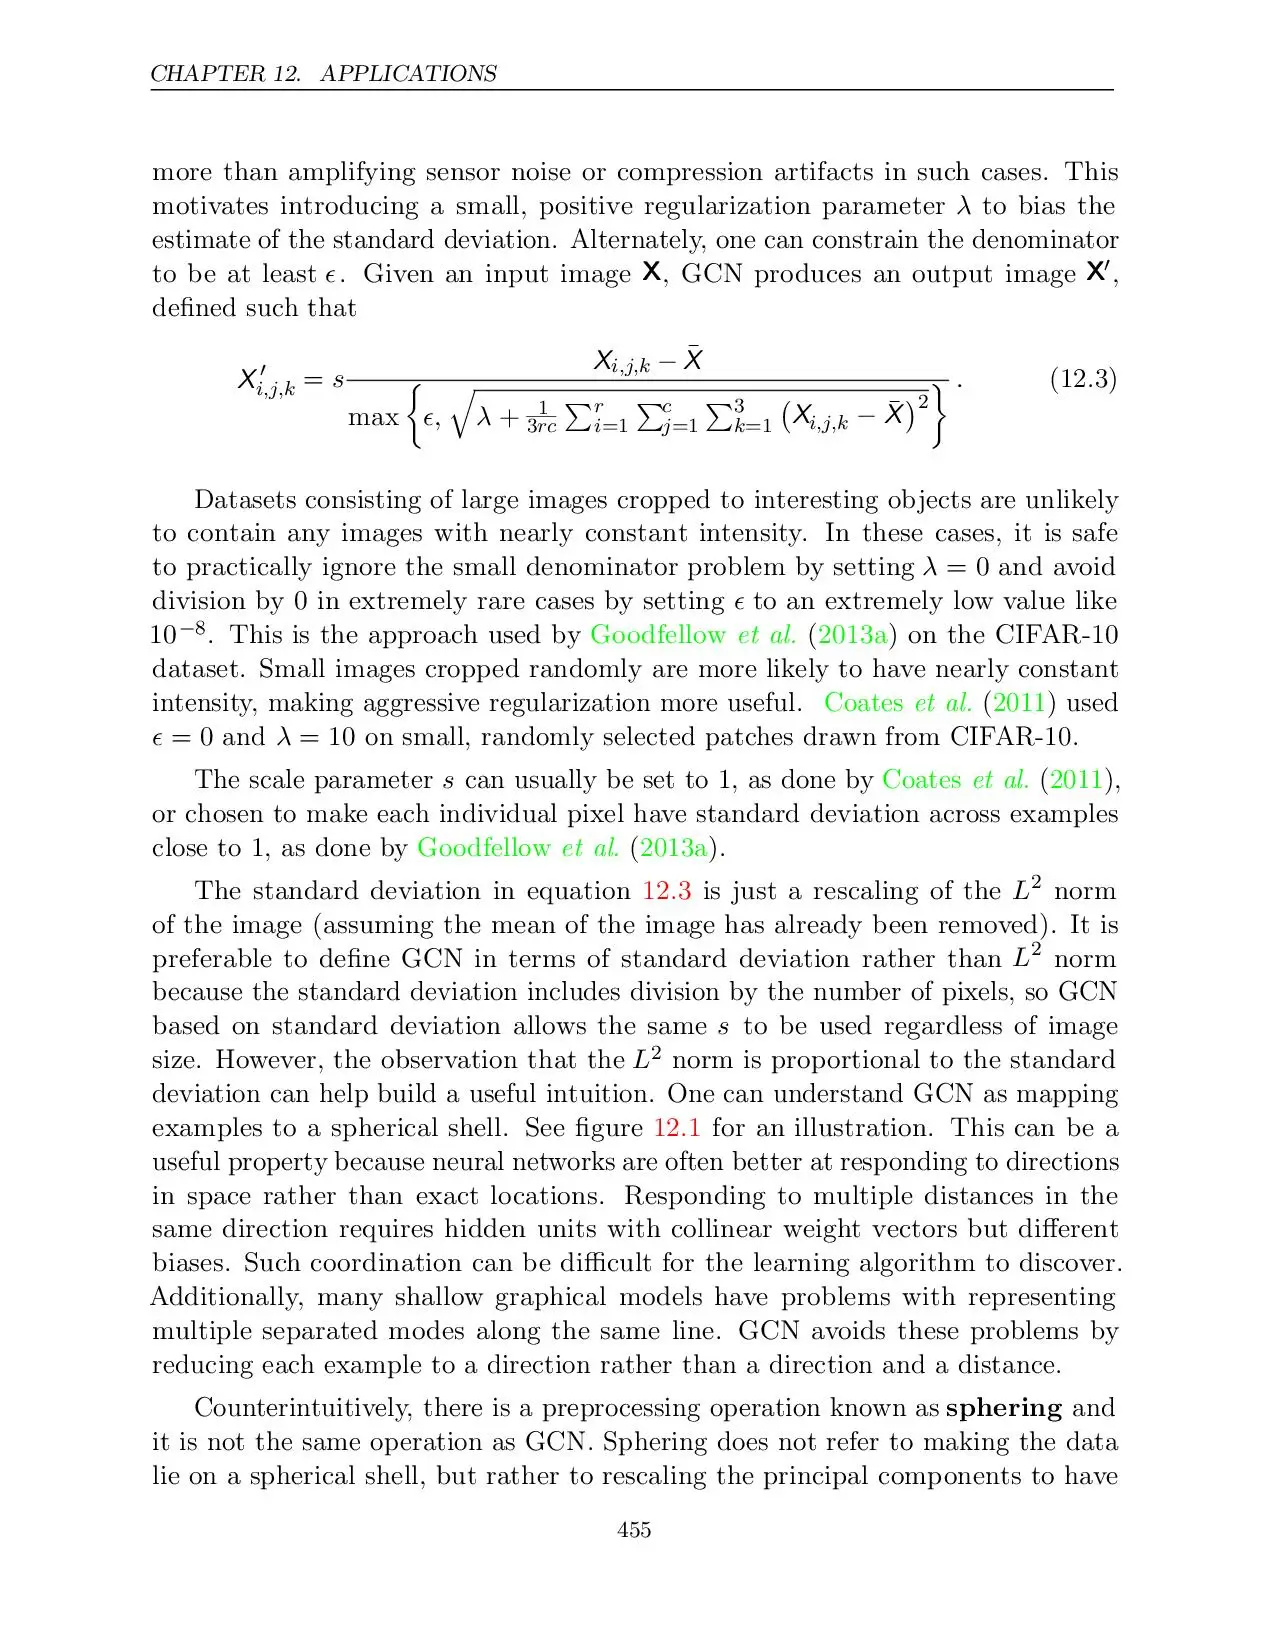 CHAPTER 12. APPLICATIONS
more than amplifying sensor noise or compression artifacts in such cases. This
motivates introducing a small, positive regularization parameter λ to bias the
estimate of the standard deviation. Alternately, one can constrain the denominator
to be at least ϵ. Given an input image X, GCN produces an output image X′,
defined such that
X′_{i,j,k} = s \frac{X_{i,j,k} − \bar{X}}{\max\left\{ϵ, \sqrt{λ + \frac{1}{3rc} \sum_{i=1}^{r} \sum_{j=1}^{c} \sum_{k=1}^{3} (X_{i,j,k} − \bar{X})^2}\right\}}. (12.3)
Datasets consisting of large images cropped to interesting objects are unlikely
to contain any images with nearly constant intensity. In these cases, it is safe
to practically ignore the small denominator problem by setting λ = 0 and avoid
division by 0 in extremely rare cases by setting ϵ to an extremely low value like
10⁻⁸. This is the approach used by Goodfellow et al. (2013a) on the CIFAR-10
dataset. Small images cropped randomly are more likely to have nearly constant
intensity, making aggressive regularization more useful. Coates et al. (2011) used
ϵ = 0 and λ = 10 on small, randomly selected patches drawn from CIFAR-10.
The scale parameter s can usually be set to 1, as done by Coates et al. (2011),
or chosen to make each individual pixel have standard deviation across examples
close to 1, as done by Goodfellow et al. (2013a).
The standard deviation in equation 12.3 is just a rescaling of the L² norm
of the image (assuming the mean of the image has already been removed). It is
preferable to define GCN in terms of standard deviation rather than L² norm
because the standard deviation includes division by the number of pixels, so GCN
based on standard deviation allows the same s to be used regardless of image
size. However, the observation that the L² norm is proportional to the standard
deviation can help build a useful intuition. One can understand GCN as mapping
examples to a spherical shell. See figure 12.1 for an illustration. This can be a
useful property because neural networks are often better at responding to directions
in space rather than exact locations. Responding to multiple distances in the
same direction requires hidden units with collinear weight vectors but different
biases. Such coordination can be difficult for the learning algorithm to discover.
Additionally, many shallow graphical models have problems with representing
multiple separated modes along the same line. GCN avoids these problems by
reducing each example to a direction rather than a direction and a distance.
Counterintuitively, there is a preprocessing operation known as sphering and
it is not the same operation as GCN. Sphering does not refer to making the data
lie on a spherical shell, but rather to rescaling the principal components to have
455